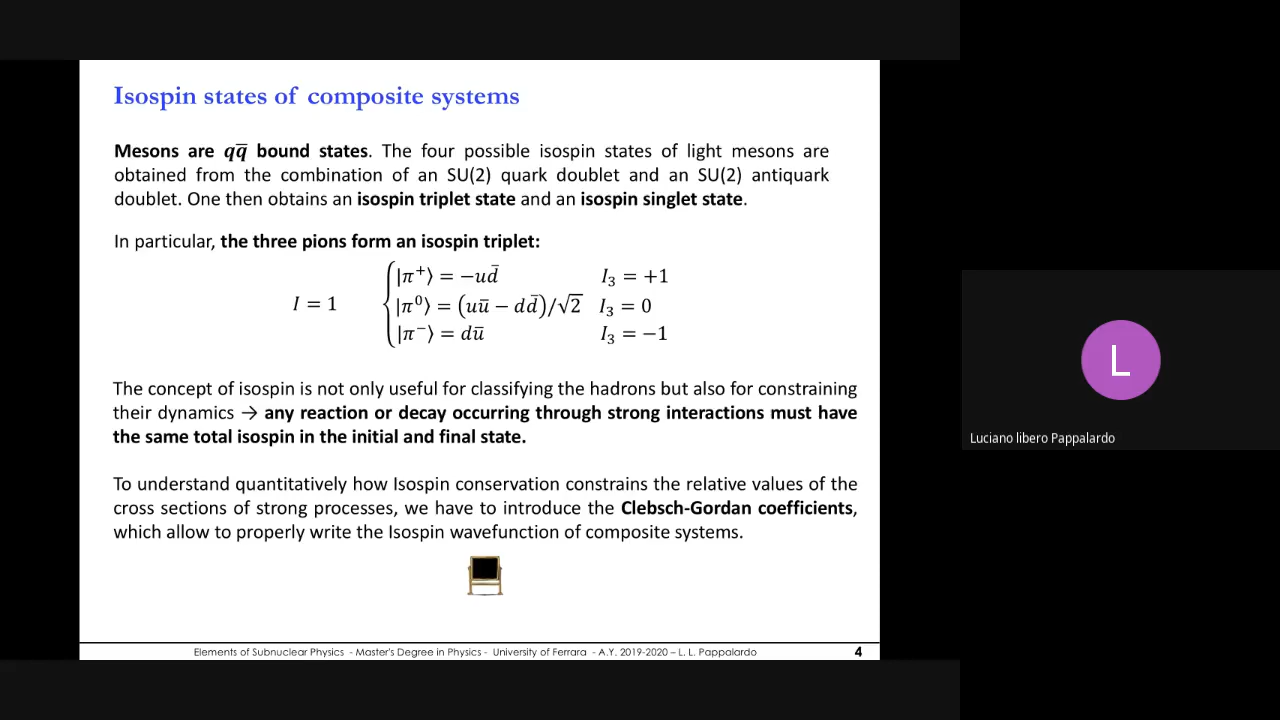 Isospin states of composite systems
Mesons are qq̄ bound states. The four possible isospin states of light mesons are
obtained from the combination of an SU(2) quark doublet and an SU(2) antiquark
doublet. One then obtains an isospin triplet state and an isospin singlet state.
In particular, the three pions form an isospin triplet:
|π⁺⟩ = −ud̄ I₃ = +1
I = 1 { |π⁰⟩ = (uū − dd̄)/√2 I₃ = 0
|π⁻⟩ = dū I₃ = −1
The concept of isospin is not only useful for classifying the hadrons but also for constraining
their dynamics → any reaction or decay occurring through strong interactions must have
the same total isospin in the initial and final state.
To understand quantitatively how Isospin conservation constrains the relative values of the
cross sections of strong processes, we have to introduce the Clebsch-Gordan coefficients,
which allow to properly write the Isospin wavefunction of composite systems.
Elements of Subnuclear Physics - Master's Degree in Physics - University of Ferrara - A.Y. 2019-2020 – L. L. Pappalardo 4
L
Luciano libero Pappalardo